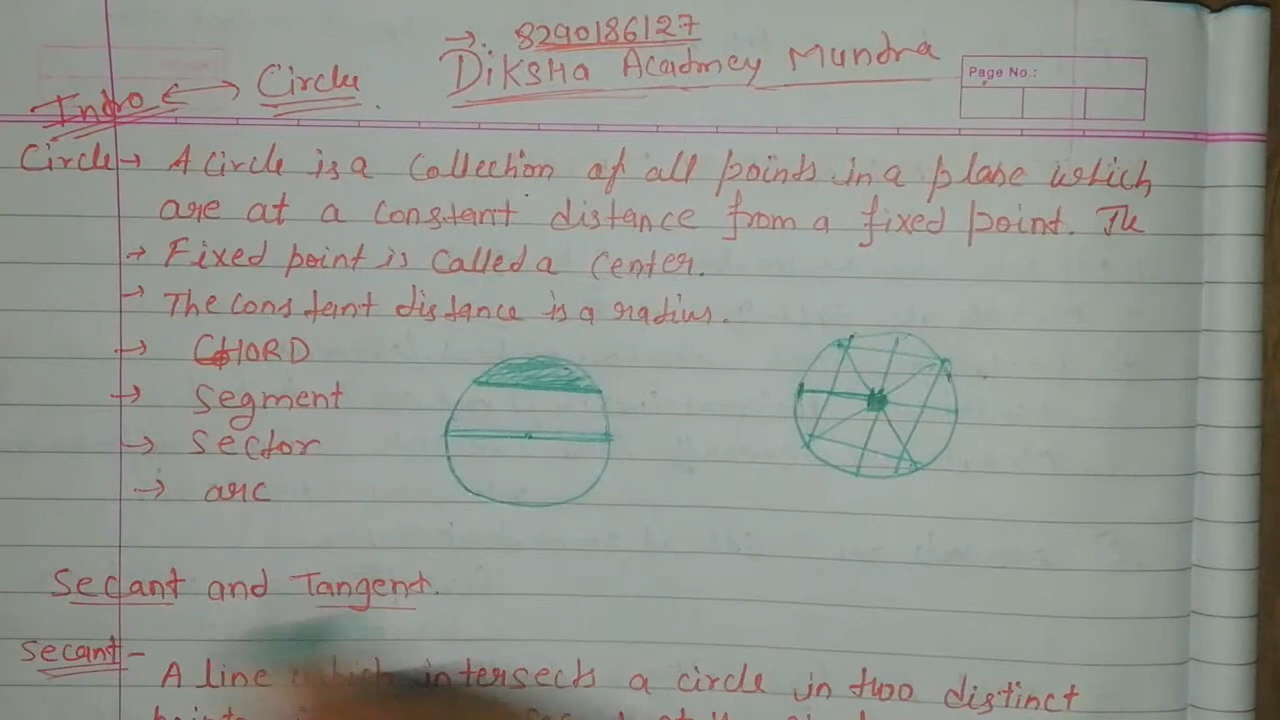 8290186127
→ Diksha Acadmey Mundra
Intro ↔ Circle.
Page No.:
Circle → A circle is a collection of all points in a plane which
are at a constant distance from a fixed point. The
→ Fixed point is called a center.
→ The constant distance is a radius.
→ CHORD
→ Segment
→ Sector
→ arc
Secant and Tangent.
Secant - A line which intersects a circle in two distinct